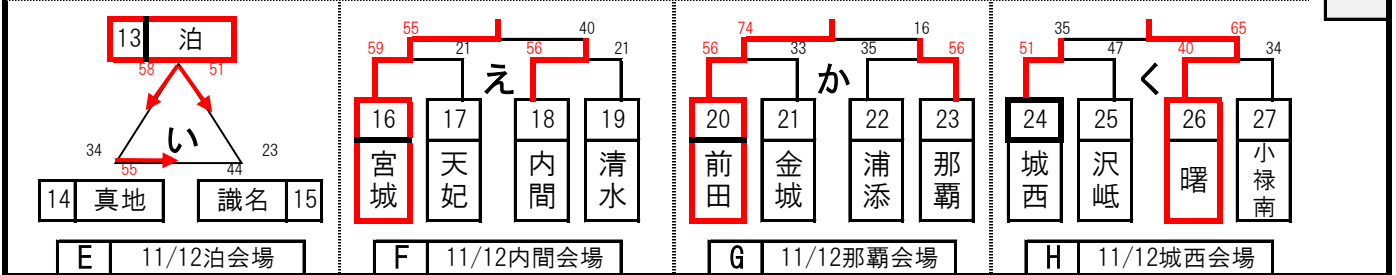 13 泊
58 51
い
34 23
55 44
14 真地
識名 15
E 11/12泊会場
55 40
59 21 56 21
え
16 17 18 19
宮城 天妃 内間 清水
F 11/12内間会場
74 16
56 33 35 56
か
20 21 22 23
前田 金城 浦添 那覇
G 11/12那覇会場
35 65
51 47 40 34
く
24 25 26 27
城西 沢岻 曙 小禄南
H 11/12城西会場